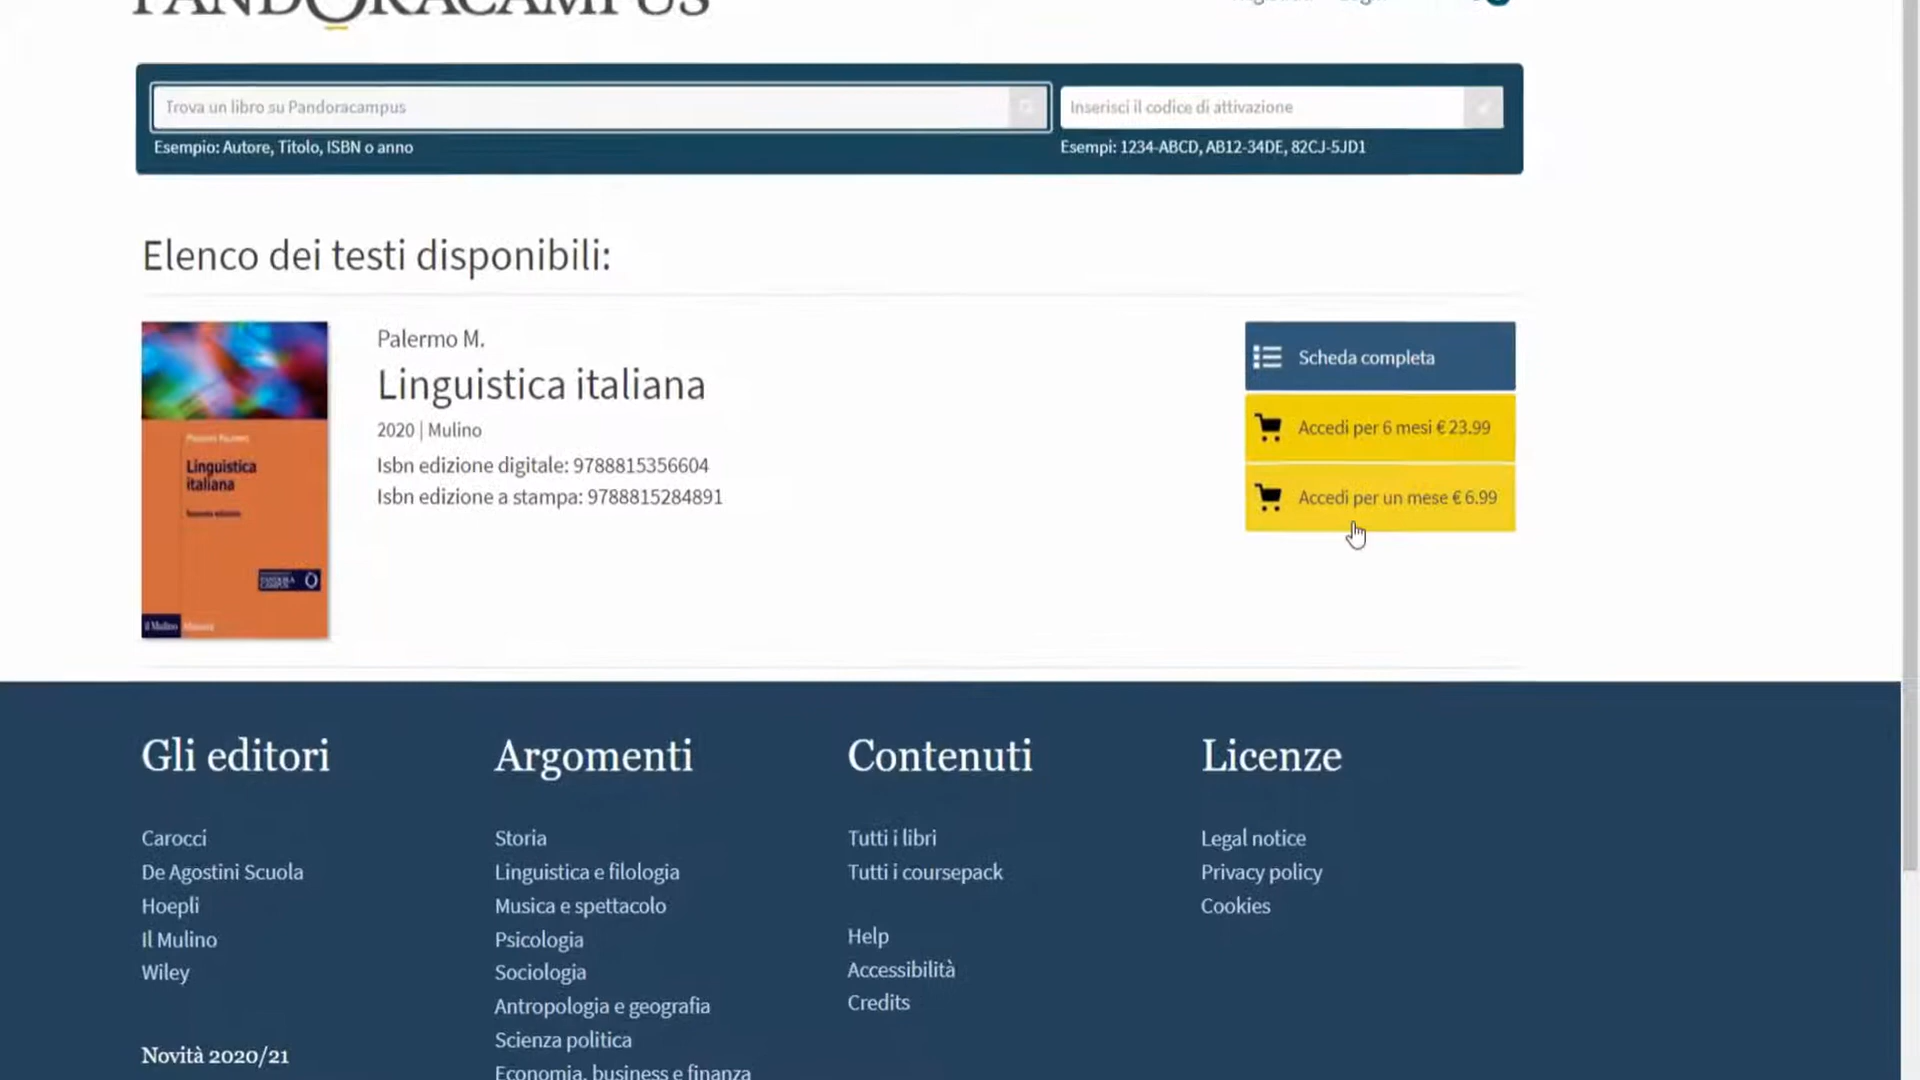 PANDORACAMPUS
Trova un libro su Pandoracampus
Inserisci il codice di attivazione
Esempio: Autore, Titolo, ISBN o anno
Esempi: 1234-ABCD, AB12-34DE, 82CJ-5JD1
Elenco dei testi disponibili:
Palermo M.
Linguistica italiana
2020 | Mulino
Isbn edizione digitale: 9788815356604
Isbn edizione a stampa: 9788815284891
Linguistica
italiana
il Mulino
Scheda completa
Accedi per 6 mesi € 23.99
Accedi per un mese € 6.99
Gli editori
Carocci
De Agostini Scuola
Hoepli
Il Mulino
Wiley
Novità 2020/21
Argomenti
Storia
Linguistica e filologia
Musica e spettacolo
Psicologia
Sociologia
Antropologia e geografia
Scienza politica
Economia, business e finanza
Contenuti
Tutti i libri
Tutti i coursepack
Help
Accessibilità
Credits
Licenze
Legal notice
Privacy policy
Cookies